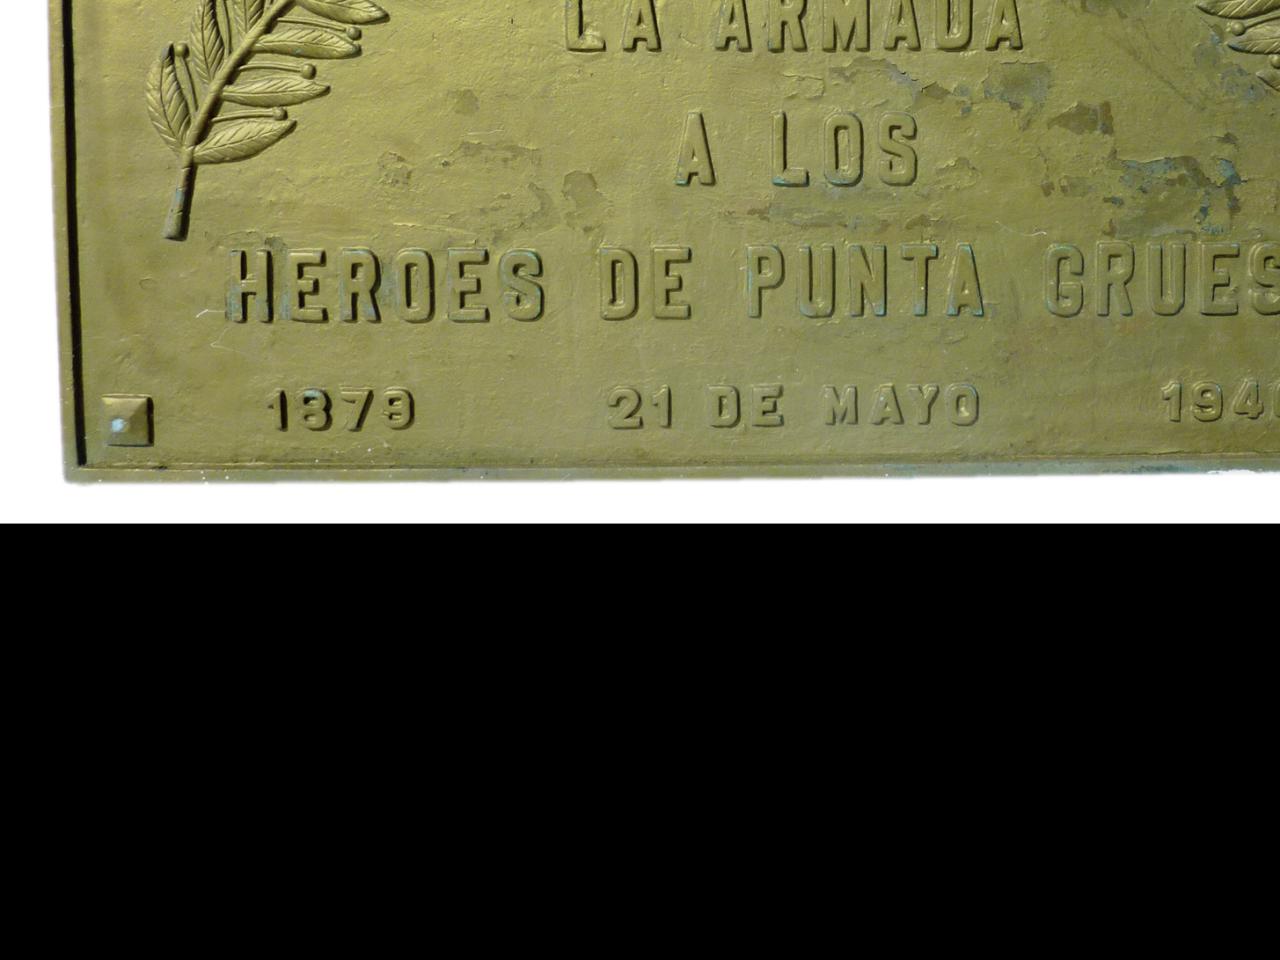 LA ARMADA
A LOS
HEROES DE PUNTA GRUES
1879 21 DE MAYO